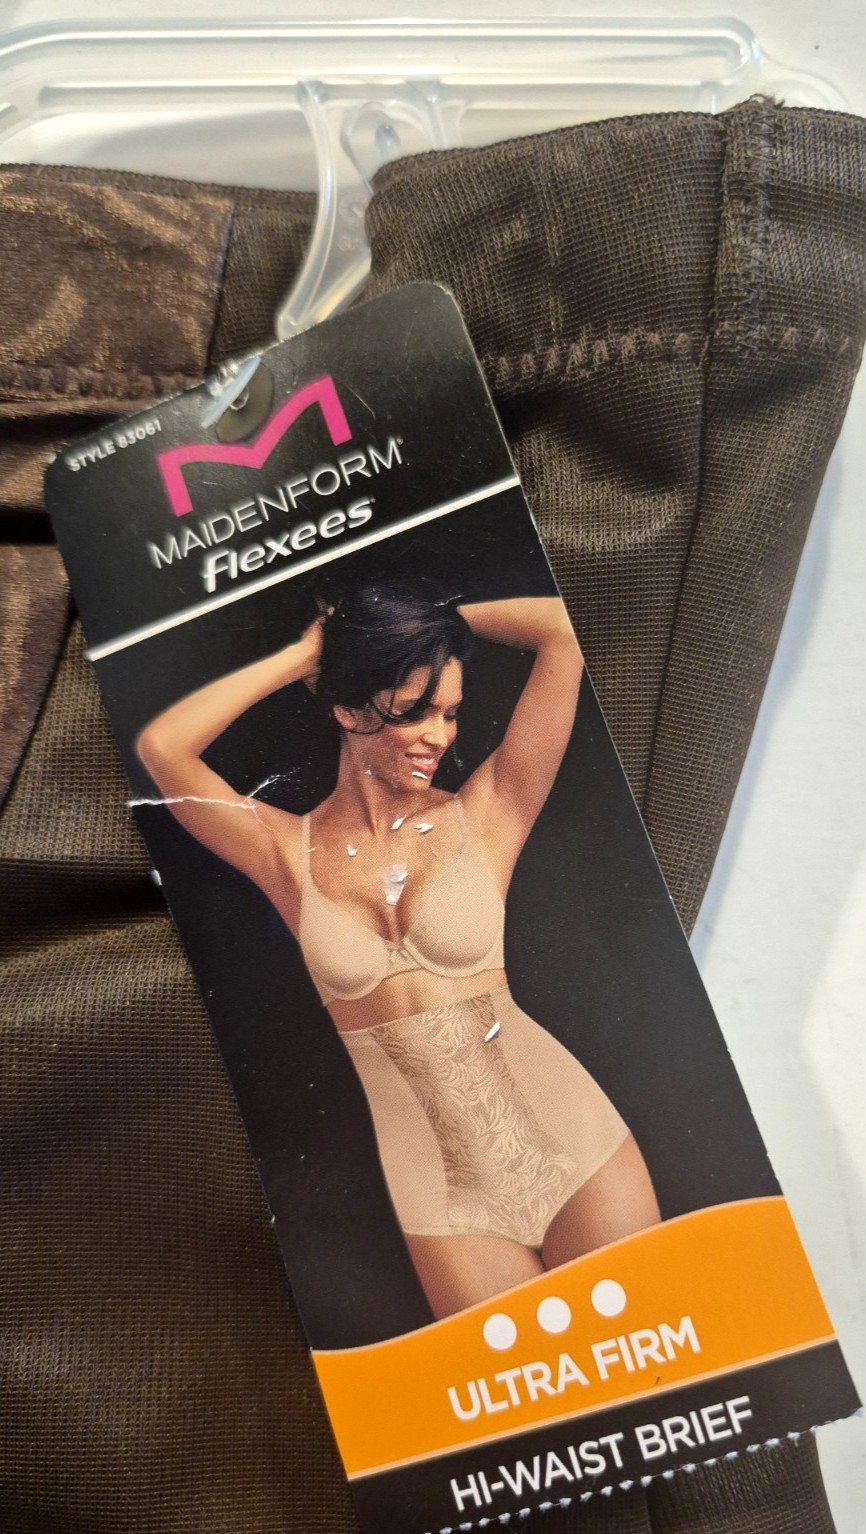 STYLE 83061
MAIDENFORM®
flexees®
ULTRA FIRM
HI-WAIST BRIEF